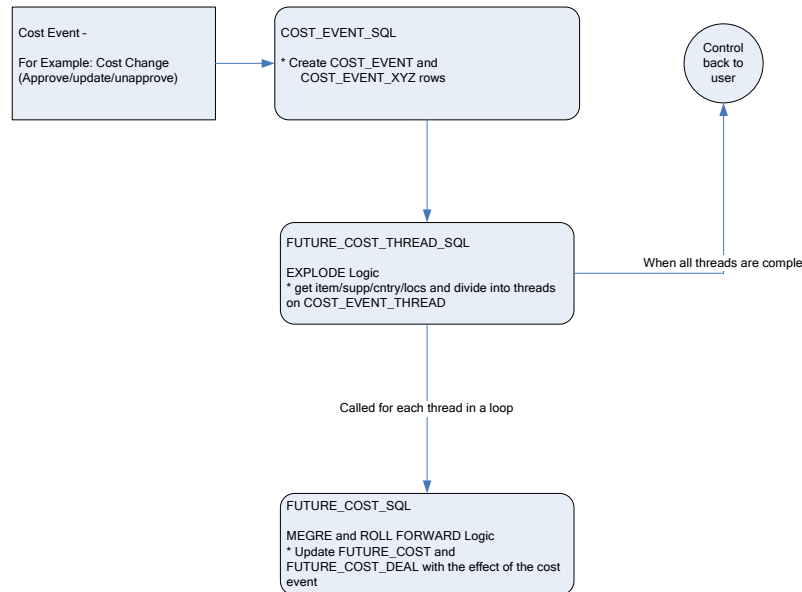 Cost Event –
For Example: Cost Change
(Approve/update/unapprove)
COST_EVENT_SQL
* Create COST_EVENT and
COST_EVENT_XYZ rows
Control
back to
user
FUTURE_COST_THREAD_SQL
EXPLODE Logic
* get item/supp/cntry/locs and divide into threads
on COST_EVENT_THREAD
When all threads are comple
Called for each thread in a loop
FUTURE_COST_SQL
MEGRE and ROLL FORWARD Logic
* Update FUTURE_COST and
FUTURE_COST_DEAL with the effect of the cost
event